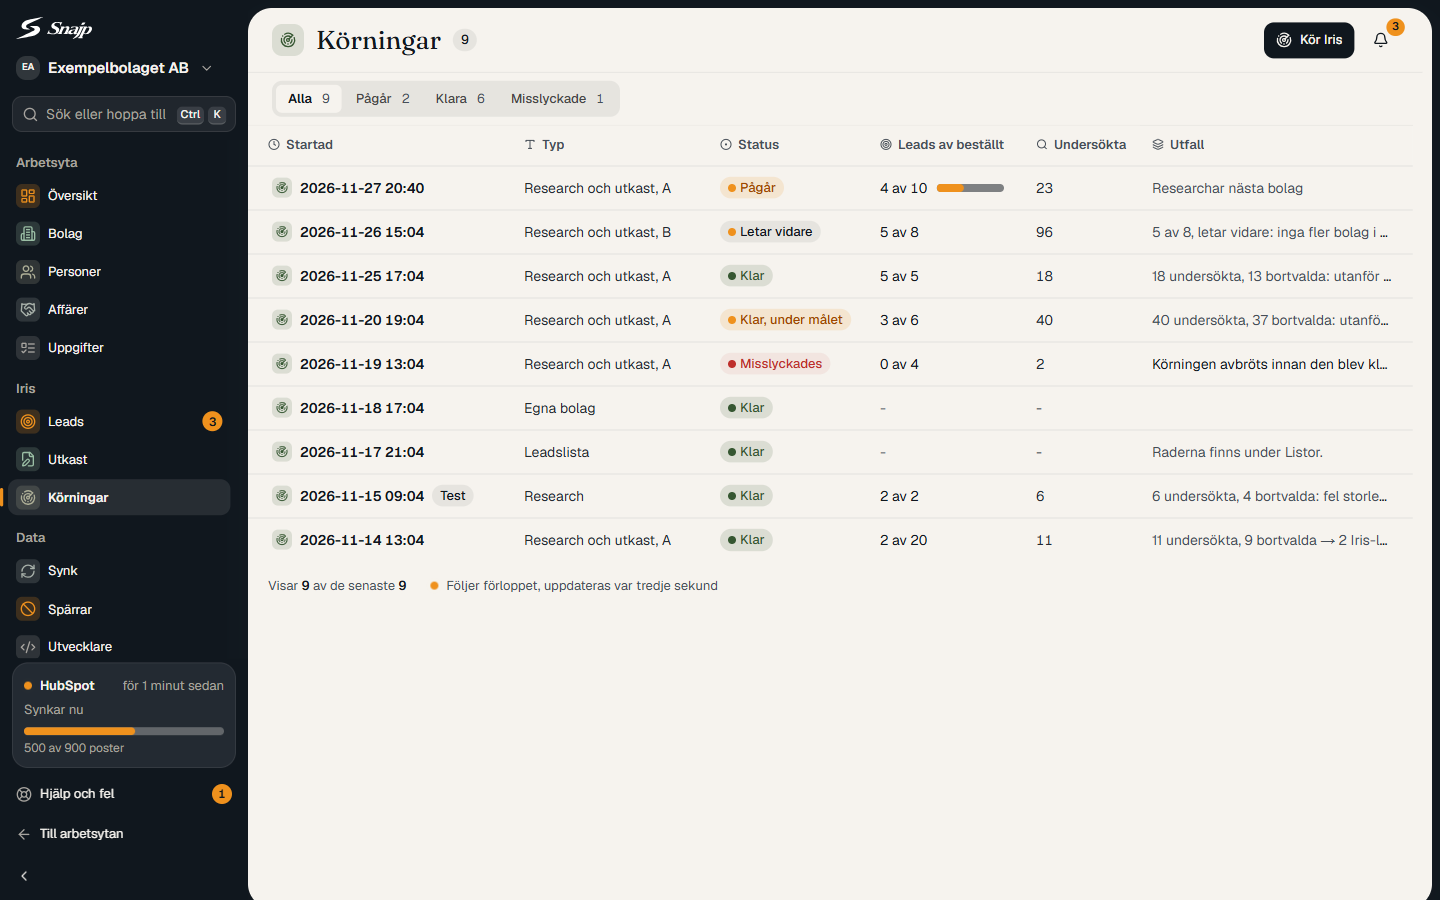 Snajp
EA Exempelbolaget AB
Sök eller hoppa till Ctrl K
Arbetsyta
Översikt
Bolag
Personer
Affärer
Uppgifter
Iris
Leads 3
Utkast
Körningar
Data
Synk
Spärrar
Utvecklare
HubSpot för 1 minut sedan
Synkar nu
500 av 900 poster
Hjälp och fel 1
Till arbetsytan
Körningar 9
Kör Iris 3
Alla 9 Pågår 2 Klara 6 Misslyckade 1
Startad Typ Status Leads av beställt Undersökta Utfall
2026-11-27 20:40 Research och utkast, A Pågår 4 av 10 23 Researchar nästa bolag
2026-11-26 15:04 Research och utkast, B Letar vidare 5 av 8 96 5 av 8, letar vidare: inga fler bolag i ...
2026-11-25 17:04 Research och utkast, A Klar 5 av 5 18 18 undersökta, 13 bortvalda: utanför ...
2026-11-20 19:04 Research och utkast, A Klar, under målet 3 av 6 40 40 undersökta, 37 bortvalda: utanfö...
2026-11-19 13:04 Research och utkast, A Misslyckades 0 av 4 2 Körningen avbröts innan den blev kl...
2026-11-18 17:04 Egna bolag Klar - -
2026-11-17 21:04 Leadslista Klar - - Raderna finns under Listor.
2026-11-15 09:04 Test Research Klar 2 av 2 6 6 undersökta, 4 bortvalda: fel storle...
2026-11-14 13:04 Research och utkast, A Klar 2 av 20 11 11 undersökta, 9 bortvalda → 2 Iris-l...
Visar 9 av de senaste 9 Följer förloppet, uppdateras var tredje sekund